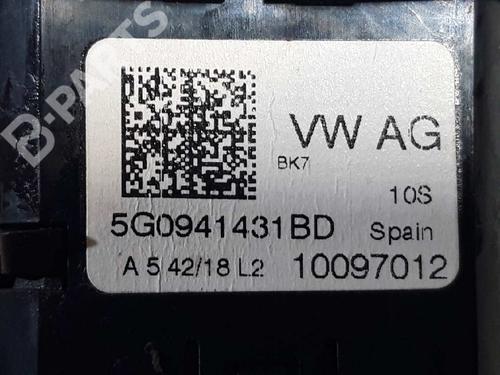 B-PARTS
VW AG
BK7
10S
5G0941431BD Spain
A 5 42/18 L2 10097012